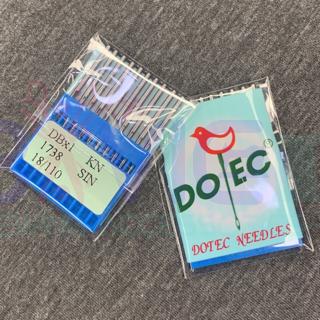 DBx1 KN
1738 SIN
18/110
DOTEC®
DOTEC NEEDLES